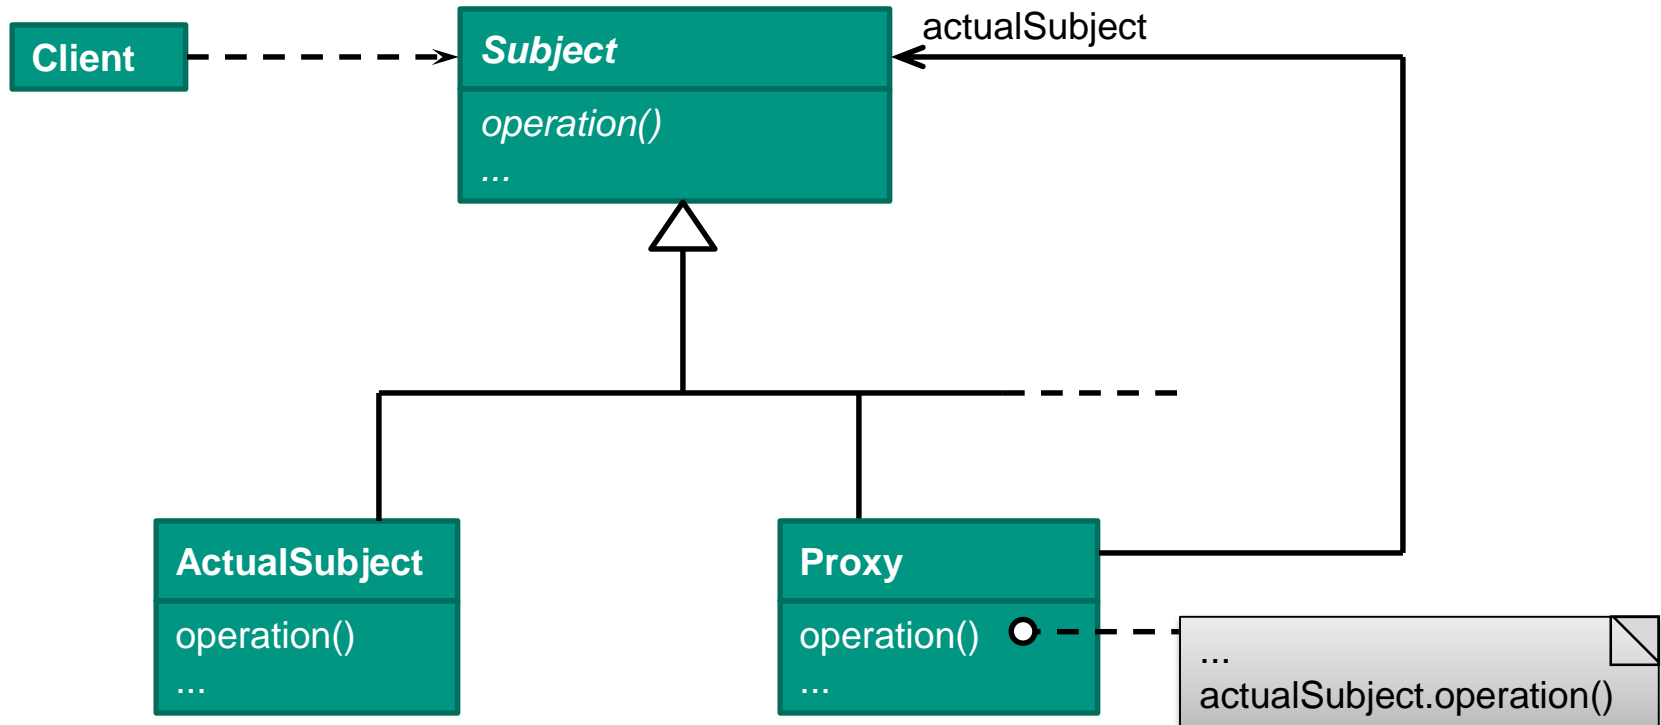 Client
Subject
operation()
...
actualSubject
ActualSubject
operation()
...
Proxy
operation()
...
...
actualSubject.operation()